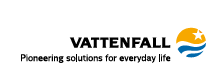 VATTENFALL
Pioneering solutions for everyday life